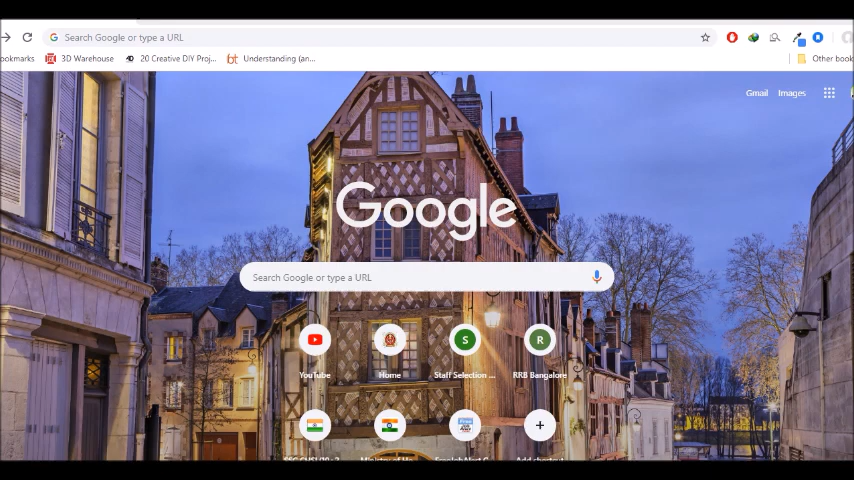 Search Google or type a URL
ookmarks 3D Warehouse 20 Creative DIY Proj... Understanding (an... Other book
Gmail Images
Google
Search Google or type a URL
S R
YouTube Home Staff Selection ... RRB Bangalore